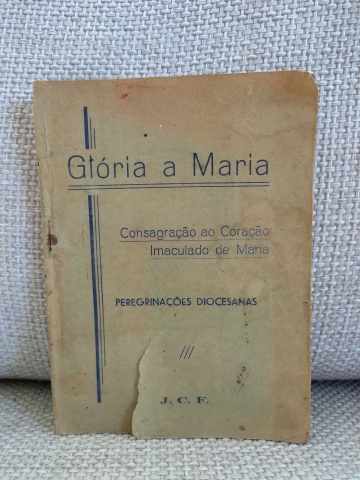 Glória a Maria
Consagração ao Coração
Imaculado de Maria
PEREGRINAÇÕES DIOCESANAS
///
J. C. F.